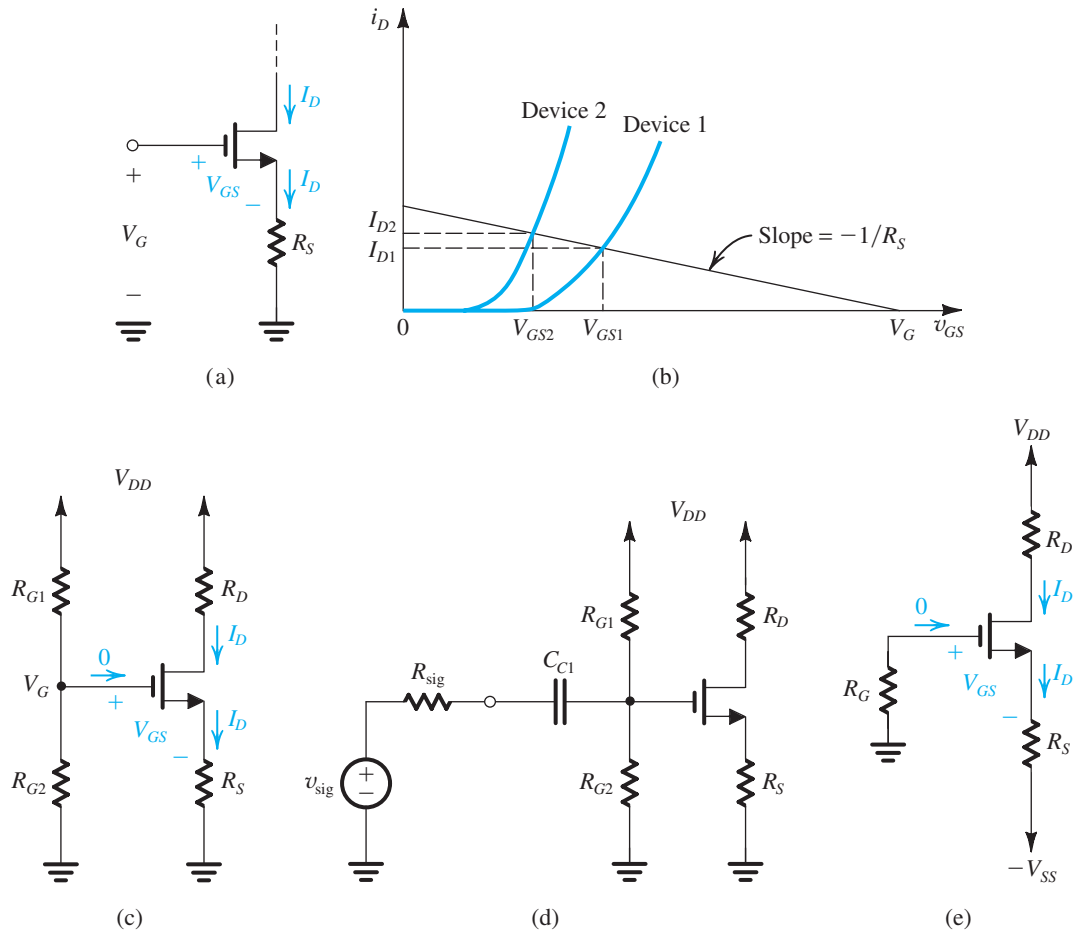 I_D
+
V_GS
−
I_D
+
V_G
−
R_S
(a)
i_D
Device 2
Device 1
I_D2
I_D1
Slope = −1/R_S
0
V_GS2
V_GS1
V_G
v_GS
(b)
V_DD
R_G1
R_D
0
I_D
V_G
+
V_GS
−
I_D
R_G2
R_S
(c)
V_DD
R_G1
R_D
R_sig
C_C1
v_sig
+
−
R_G2
R_S
(d)
V_DD
R_D
0
I_D
+
V_GS
−
I_D
R_G
R_S
−V_SS
(e)